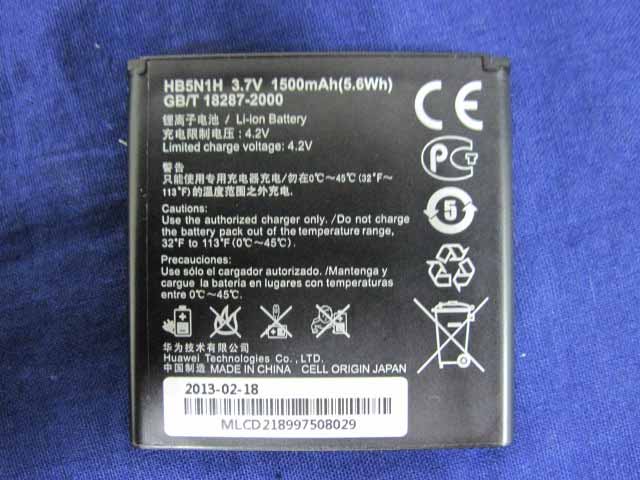 HB5N1H 3.7V 1500mAh(5.6Wh)
GB/T 18287-2000
锂离子电池 / Li-ion Battery
充电限制电压: 4.2V
Limited charge voltage: 4.2V
警告
只能使用专用充电器充电/勿在0℃～45℃(32°F～
113°F)的温度范围之外充电.
Cautions:
Use the authorized charger only. /Do not charge
the battery pack out of the temperature range,
32°F to 113°F(0℃～45℃).
Precauciones:
Use sólo el cargador autorizado. /Mantenga y
cargue la batería en lugares con temperaturas
entre 0℃～45℃.
华为技术有限公司
Huawei Technologies Co., LTD.
中国制造 MADE IN CHINA CELL ORIGIN JAPAN
2013-02-18
MLCD218997508029
CE
PC
5